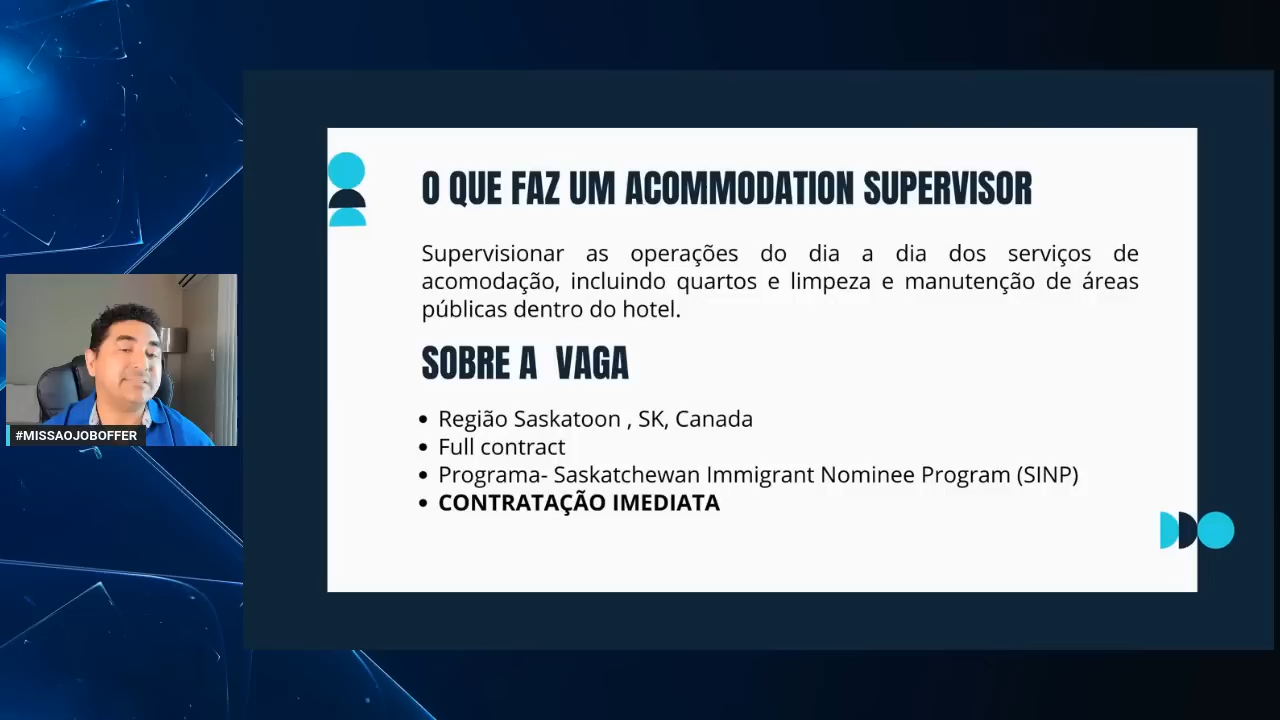 O QUE FAZ UM ACOMMODATION SUPERVISOR
Supervisionar as operações do dia a dia dos serviços de
acomodação, incluindo quartos e limpeza e manutenção de áreas
públicas dentro do hotel.
SOBRE A VAGA
• Região Saskatoon , SK, Canada
• Full contract
• Programa- Saskatchewan Immigrant Nominee Program (SINP)
• CONTRATAÇÃO IMEDIATA
#MISSAOJOBOFFER